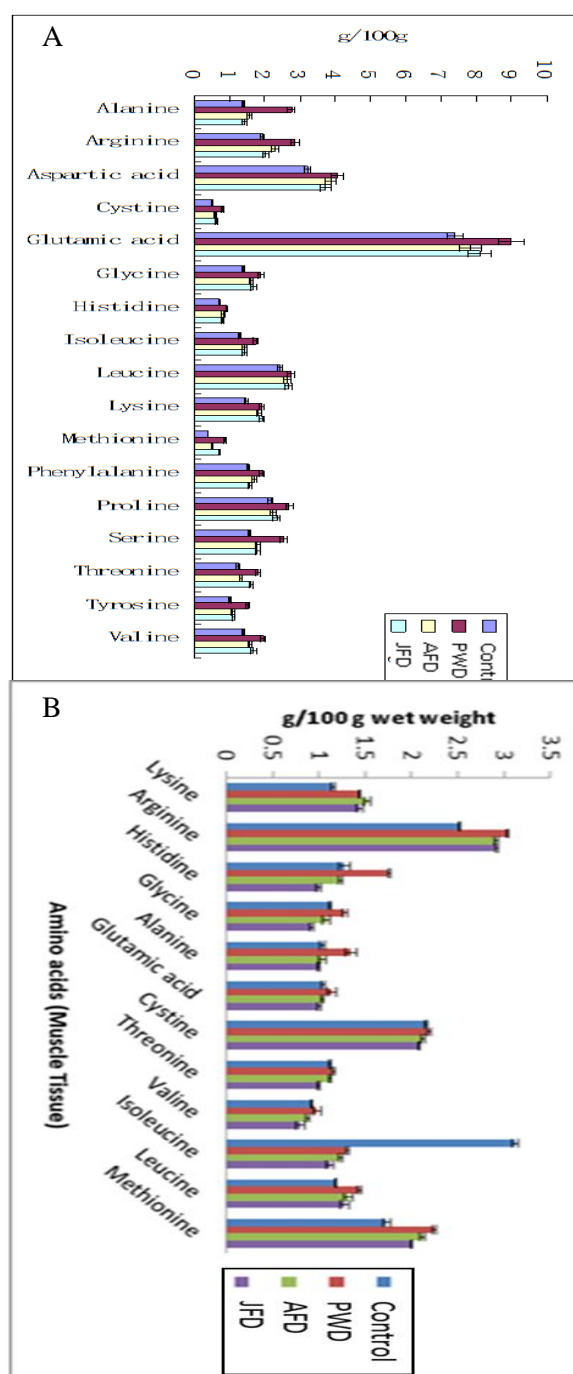 A
g/100g
0 1 2 3 4 5 6 7 8 9 10
Alanine
Arginine
Aspartic acid
Cystine
Glutamic acid
Glycine
Histidine
Isoleucine
Leucine
Lysine
Methionine
Phenylalanine
Proline
Serine
Threonine
Tyrosine
Valine
JFD
AFD
PWD
B
g/100 g wet weight
0 0.5 1 1.5 2 2.5 3 3.5
Lysine
Arginine
Histidine
Glycine
Alanine
Glutamic acid
Cystine
Threonine
Valine
Isoleucine
Leucine
Methionine
Amino acids (Muscle Tissue)
JFD
AFD
PWD
Control